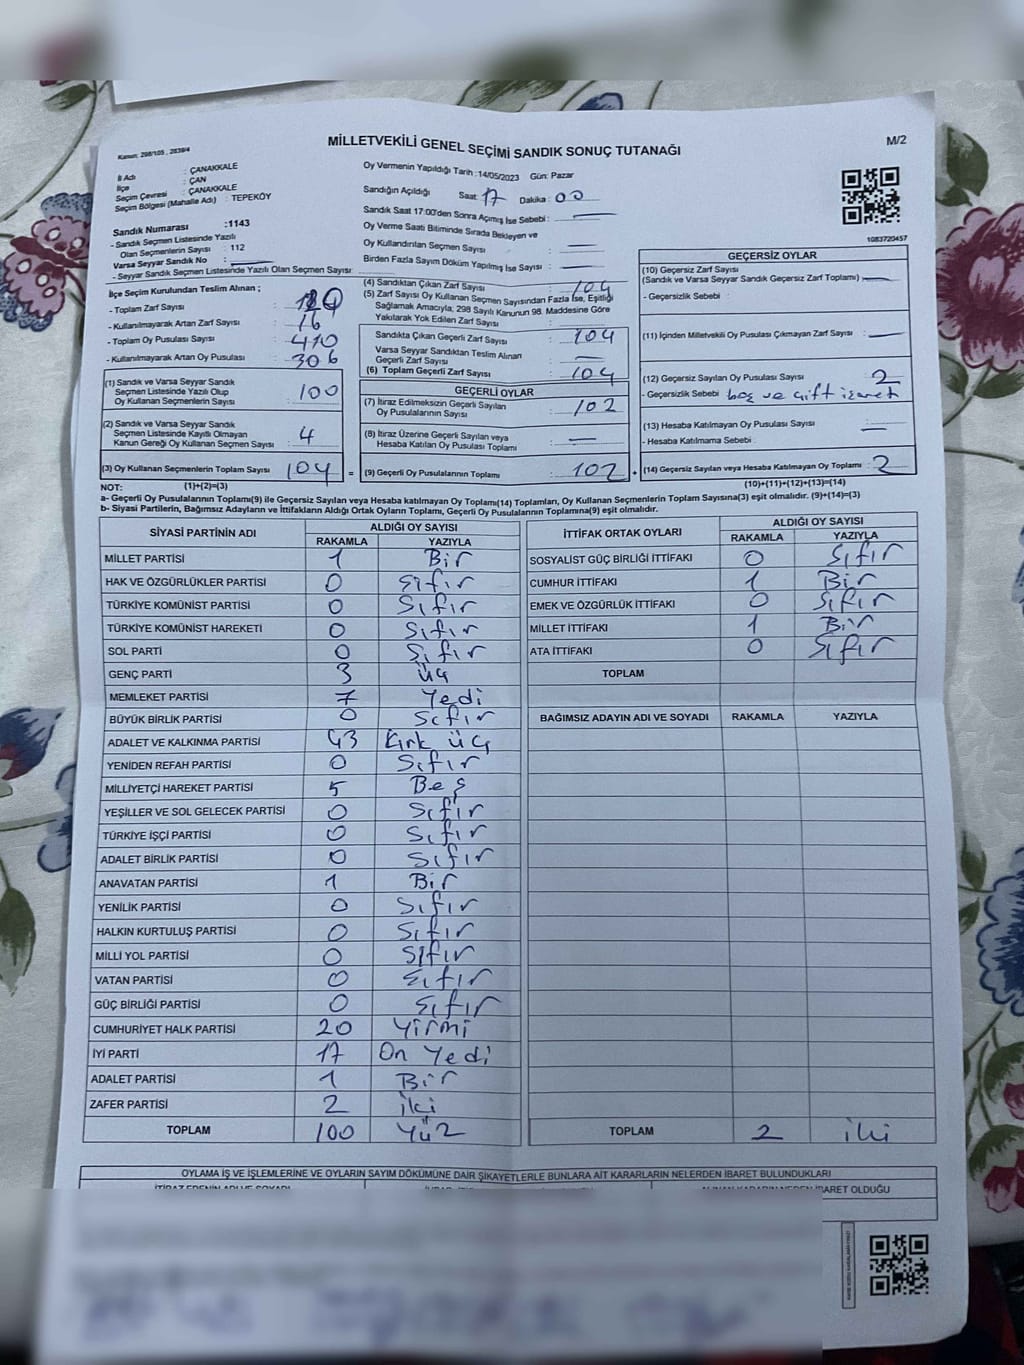 MİLLETVEKİLİ GENEL SEÇİMİ SANDIK SONUÇ TUTANAĞI
M/2
Kanun: 298/105 , 2839/4
İl Adı : ÇANAKKALE
İlçe : ÇAN
Seçim Çevresi : ÇANAKKALE
Seçim Bölgesi (Mahalle Adı) : TEPEKÖY
Sandık Numarası :1143
- Sandık Seçmen Listesinde Yazılı
Olan Seçmenlerin Sayısı : 112
Varsa Seyyar Sandık No :
- Seyyar Sandık Seçmen Listesinde Yazılı Olan Seçmen Sayısı:
İlçe Seçim Kurulundan Teslim Alınan ;
- Toplam Zarf Sayısı :
- Kullanılmayarak Artan Zarf Sayısı : 16
- Toplam Oy Pusulası Sayısı : 410
- Kullanılmayarak Artan Oy Pusulası : 306
(1) Sandık ve Varsa Seyyar Sandık
Seçmen Listesinde Yazılı Olup
Oy Kullanan Seçmenlerin Sayısı : 100
(2) Sandık ve Varsa Seyyar Sandık
Seçmen Listesinde Kayıtlı Olmayan
Kanun Gereği Oy Kullanan Seçmen Sayısı : 4
(3) Oy Kullanan Seçmenlerin Toplam Sayısı : 104
Oy Vermenin Yapıldığı Tarih :14/05/2023 Gün: Pazar
Sandığın Açıldığı Saat: 17 Dakika : 00
Sandık Saat 17:00'den Sonra Açılmış İse Sebebi :
Oy Verme Saati Bitiminde Sırada Bekleyen ve
Oy Kullandırılan Seçmen Sayısı :
Birden Fazla Sayım Döküm Yapılmış İse Sayısı :
(4) Sandıktan Çıkan Zarf Sayısı : 104
(5) Zarf Sayısı Oy Kullanan Seçmen Sayısından Fazla İse, Eşitliği
Sağlamak Amacıyla, 298 Sayılı Kanunun 98. Maddesine Göre
Yakılarak Yok Edilen Zarf Sayısı :
Sandıkta Çıkan Geçerli Zarf Sayısı : 104
Varsa Seyyar Sandıktan Teslim Alınan
Geçerli Zarf Sayısı :
(6) Toplam Geçerli Zarf Sayısı : 104
GEÇERLİ OYLAR
(7) İtiraz Edilmeksizin Geçerli Sayılan
Oy Pusulalarının Sayısı : 102
(8) İtiraz Üzerine Geçerli Sayılan veya
Hesaba Katılan Oy Pusulası Toplamı :
= (9) Geçerli Oy Pusulalarının Toplamı : 102 +
1083720457
GEÇERSİZ OYLAR
(10) Geçersiz Zarf Sayısı
(Sandık ve Varsa Seyyar Sandık Geçersiz Zarf Toplamı) :
- Geçersizlik Sebebi :
(11) İçinden Milletvekili Oy Pusulası Çıkmayan Zarf Sayısı :
(12) Geçersiz Sayılan Oy Pusulası Sayısı : 2
- Geçersizlik Sebebi : boş ve çift işaret
(13) Hesaba Katılmayan Oy Pusulası Sayısı :
- Hesaba Katılmama Sebebi :
(14) Geçersiz Sayılan veya Hesaba Katılmayan Oy Toplamı : 2
NOT: (1)+(2)=(3) (10)+(11)+(12)+(13)=(14)
a- Geçerli Oy Pusulalarının Toplamı(9) ile Geçersiz Sayılan veya Hesaba katılmayan Oy Toplamı(14) Toplamları, Oy Kullanan Seçmenlerin Toplam Sayısına(3) eşit olmalıdır. (9)+(14)=(3)
b- Siyasi Partilerin, Bağımsız Adayların ve İttifakların Aldığı Ortak Oyların Toplamı, Geçerli Oy Pusulalarının Toplamına(9) eşit olmalıdır.
SİYASİ PARTİNİN ADI ALDIĞI OY SAYISI
RAKAMLA YAZIYLA
MİLLET PARTİSİ 1 Bir
HAK VE ÖZGÜRLÜKLER PARTİSİ 0 Sıfır
TÜRKİYE KOMÜNİST PARTİSİ 0 Sıfır
TÜRKİYE KOMÜNİST HAREKETİ 0 Sıfır
SOL PARTİ 0 Sıfır
GENÇ PARTİ 3 Üç
MEMLEKET PARTİSİ 7 Yedi
BÜYÜK BİRLİK PARTİSİ 0 Sıfır
ADALET VE KALKINMA PARTİSİ 43 Kırk üç
YENİDEN REFAH PARTİSİ 0 Sıfır
MİLLİYETÇİ HAREKET PARTİSİ 5 Beş
YEŞİLLER VE SOL GELECEK PARTİSİ 0 Sıfır
TÜRKİYE İŞÇİ PARTİSİ 0 Sıfır
ADALET BİRLİK PARTİSİ 0 Sıfır
ANAVATAN PARTİSİ 1 Bir
YENİLİK PARTİSİ 0 Sıfır
HALKIN KURTULUŞ PARTİSİ 0 Sıfır
MİLLİ YOL PARTİSİ 0 Sıfır
VATAN PARTİSİ 0 Sıfır
GÜÇ BİRLİĞİ PARTİSİ 0 Sıfır
CUMHURİYET HALK PARTİSİ 20 Yirmi
İYİ PARTİ 17 On Yedi
ADALET PARTİSİ 1 Bir
ZAFER PARTİSİ 2 İki
TOPLAM 100 Yüz
İTTİFAK ORTAK OYLARI ALDIĞI OY SAYISI
RAKAMLA YAZIYLA
SOSYALİST GÜÇ BİRLİĞİ İTTİFAKI 0 Sıfır
CUMHUR İTTİFAKI 1 Bir
EMEK VE ÖZGÜRLÜK İTTİFAKI 0 Sıfır
MİLLET İTTİFAKI 1 Bir
ATA İTTİFAKI 0 Sıfır
TOPLAM
BAĞIMSIZ ADAYIN ADI VE SOYADI RAKAMLA YAZIYLA
TOPLAM 2 iki
OYLAMA İŞ VE İŞLEMLERİNE VE OYLARIN SAYIM DÖKÜMÜNE DAİR ŞİKAYETLERLE BUNLARA AİT KARARLARIN NELERDEN İBARET BULUNDUKLARI
İTİRAZ EDENİN ADI VE SOYADI
İBARET OLDUĞU